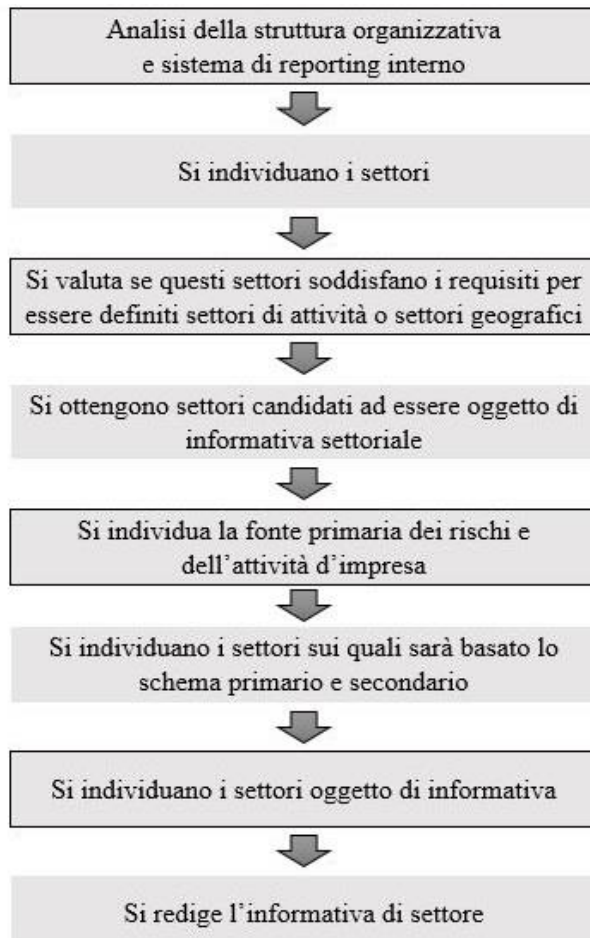 Analisi della struttura organizzativa
e sistema di reporting interno
Si individuano i settori
Si valuta se questi settori soddisfano i requisiti per
essere definiti settori di attività o settori geografici
Si ottengono settori candidati ad essere oggetto di
informativa settoriale
Si individua la fonte primaria dei rischi e
dell’attività d’impresa
Si individuano i settori sui quali sarà basato lo
schema primario e secondario
Si individuano i settori oggetto di informativa
Si redige l’informativa di settore